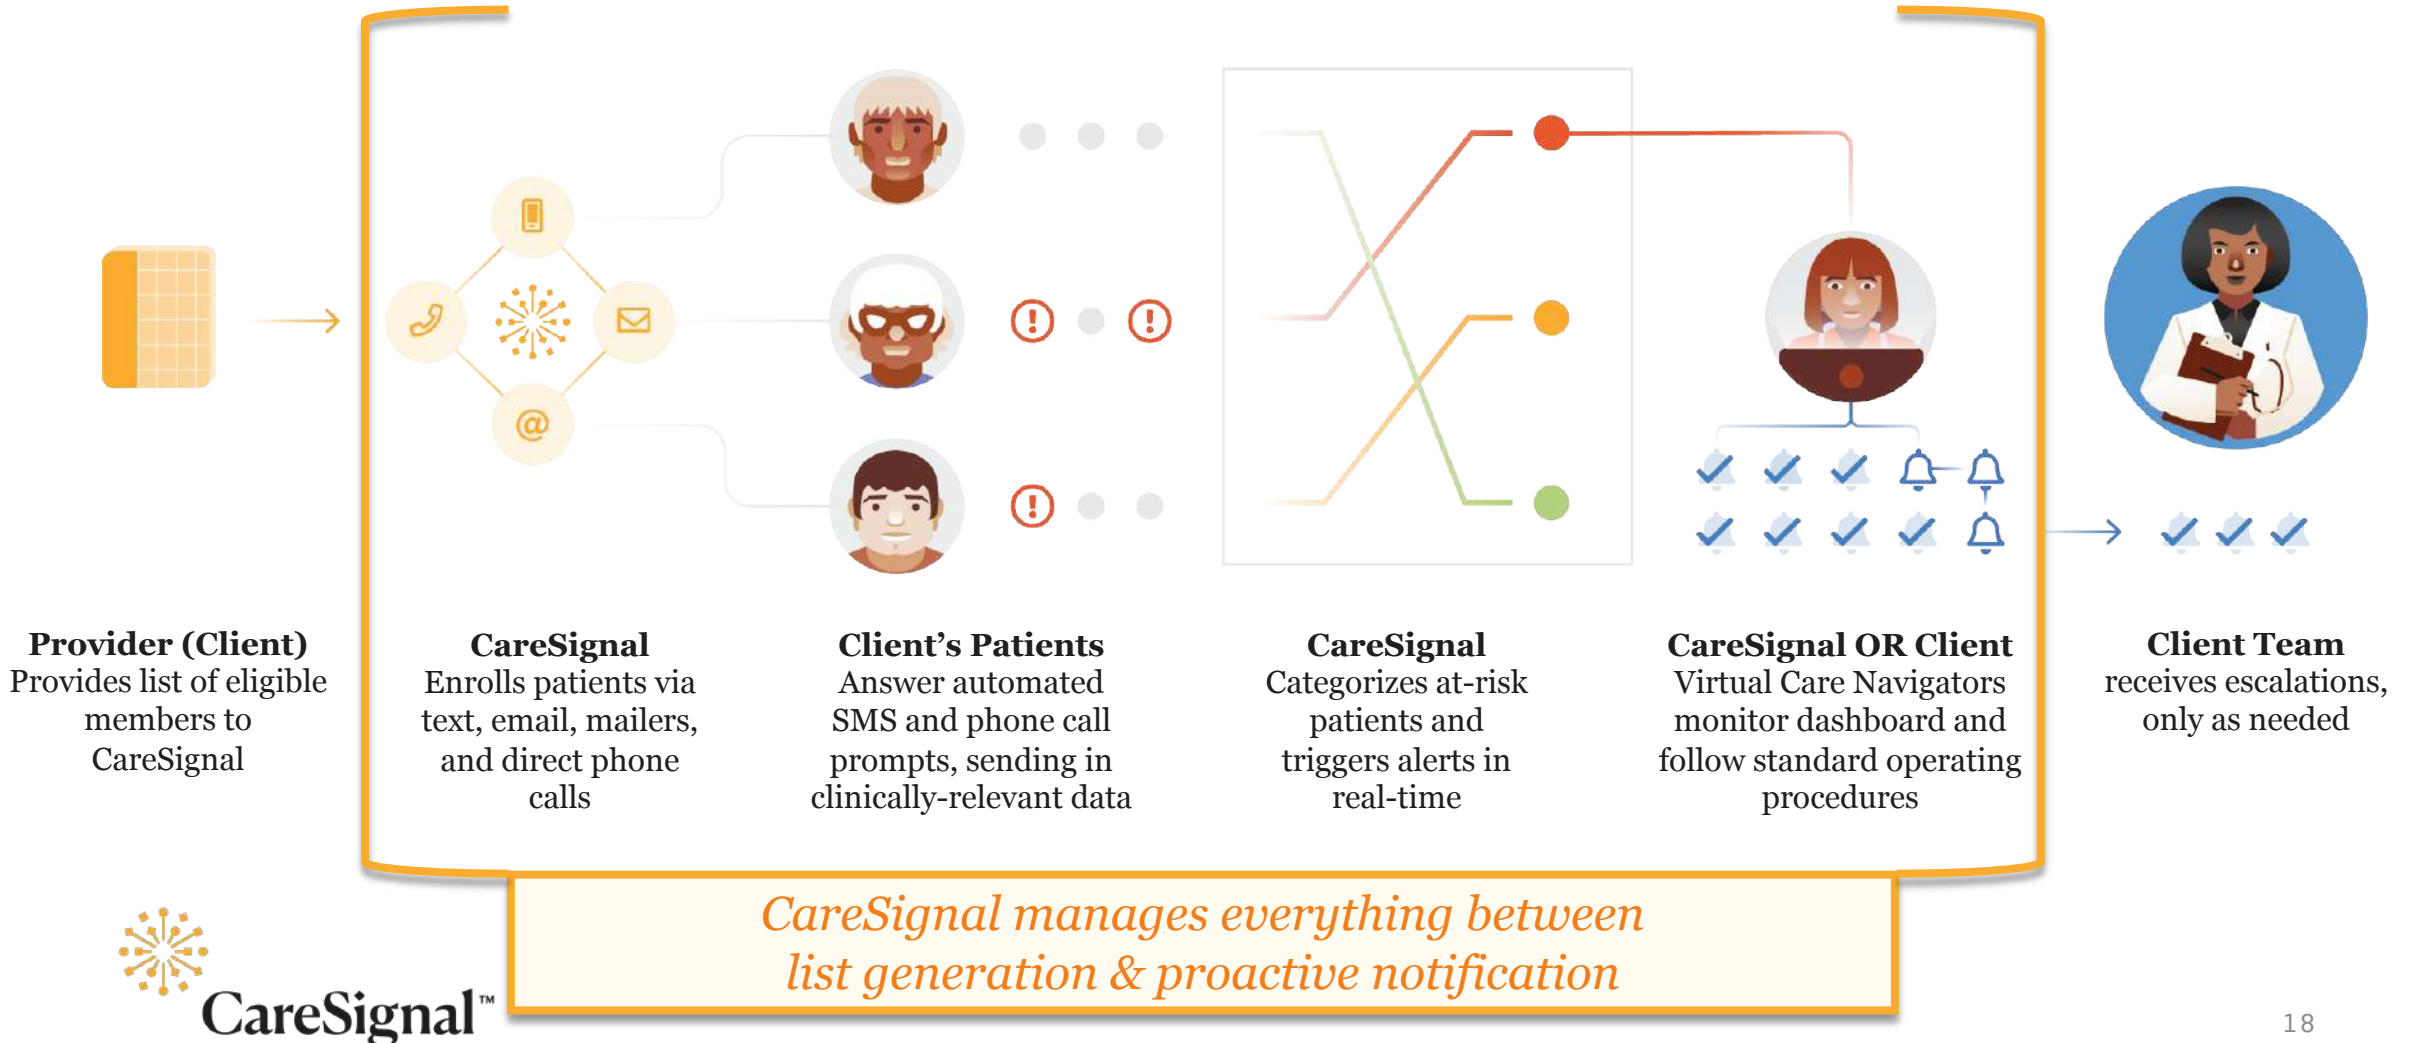 Provider (Client)
Provides list of eligible
members to
CareSignal
CareSignal
Enrolls patients via
text, email, mailers,
and direct phone
calls
Client’s Patients
Answer automated
SMS and phone call
prompts, sending in
clinically-relevant data
CareSignal
Categorizes at-risk
patients and
triggers alerts in
real-time
CareSignal OR Client
Virtual Care Navigators
monitor dashboard and
follow standard operating
procedures
Client Team
receives escalations,
only as needed
CareSignal manages everything between
list generation & proactive notification
CareSignal™
18